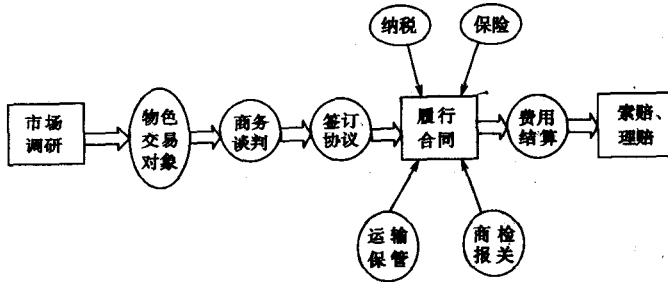 纳税
保险
市场
调研
物色
交易
对象
商务
谈判
签订
协议
履行
合同
费用
结算
索赔、
理赔
运输
保管
商检
报关